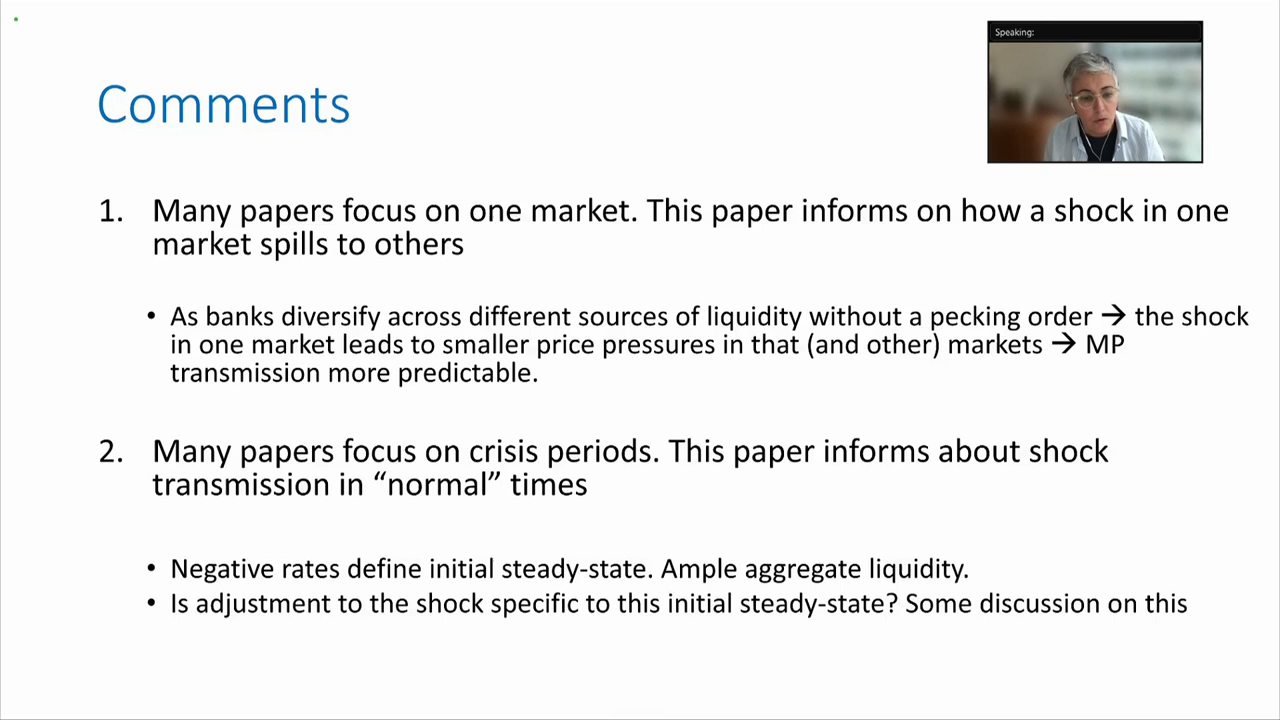 Speaking:
Comments
1. Many papers focus on one market. This paper informs on how a shock in one
market spills to others
• As banks diversify across different sources of liquidity without a pecking order → the shock
in one market leads to smaller price pressures in that (and other) markets → MP
transmission more predictable.
2. Many papers focus on crisis periods. This paper informs about shock
transmission in “normal” times
• Negative rates define initial steady-state. Ample aggregate liquidity.
• Is adjustment to the shock specific to this initial steady-state? Some discussion on this